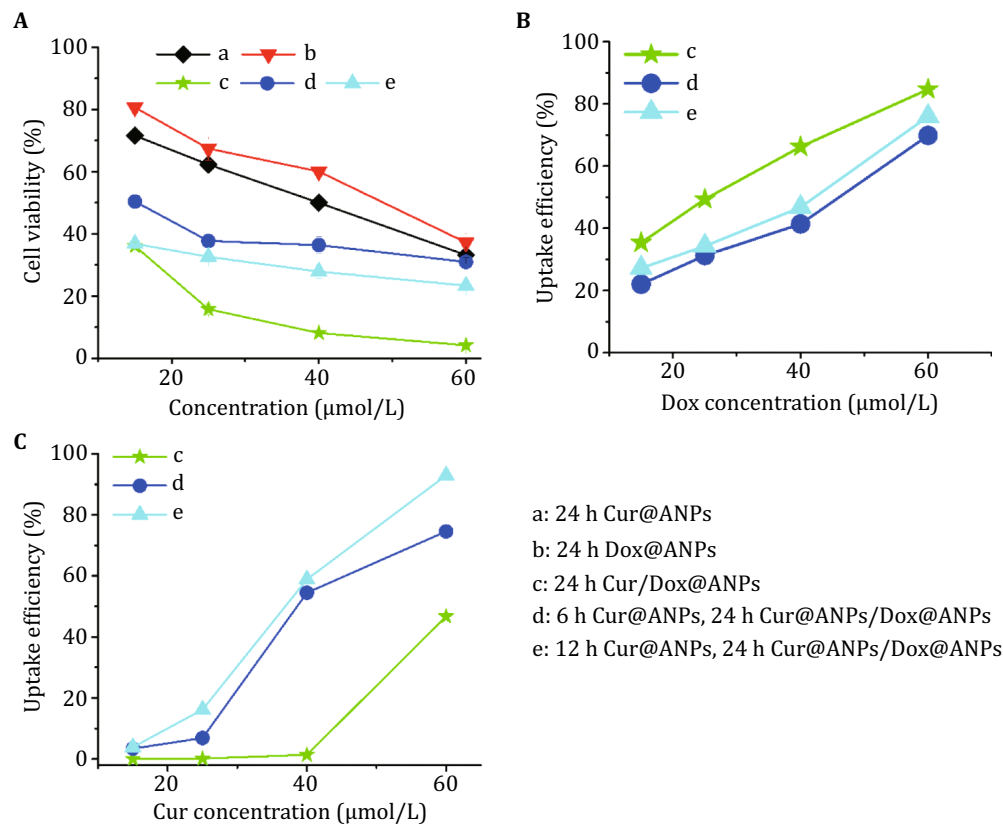 A
100
80
60
40
20
0
Cell viability (%)
a b
c d e
20 40 60
Concentration (μmol/L)
B
100
80
60
40
20
0
Uptake efficiency (%)
c
d
e
20 40 60
Dox concentration (μmol/L)
C
100
80
60
40
20
0
Uptake efficiency (%)
c
d
e
20 40 60
Cur concentration (μmol/L)
a: 24 h Cur@ANPs
b: 24 h Dox@ANPs
c: 24 h Cur/Dox@ANPs
d: 6 h Cur@ANPs, 24 h Cur@ANPs/Dox@ANPs
e: 12 h Cur@ANPs, 24 h Cur@ANPs/Dox@ANPs